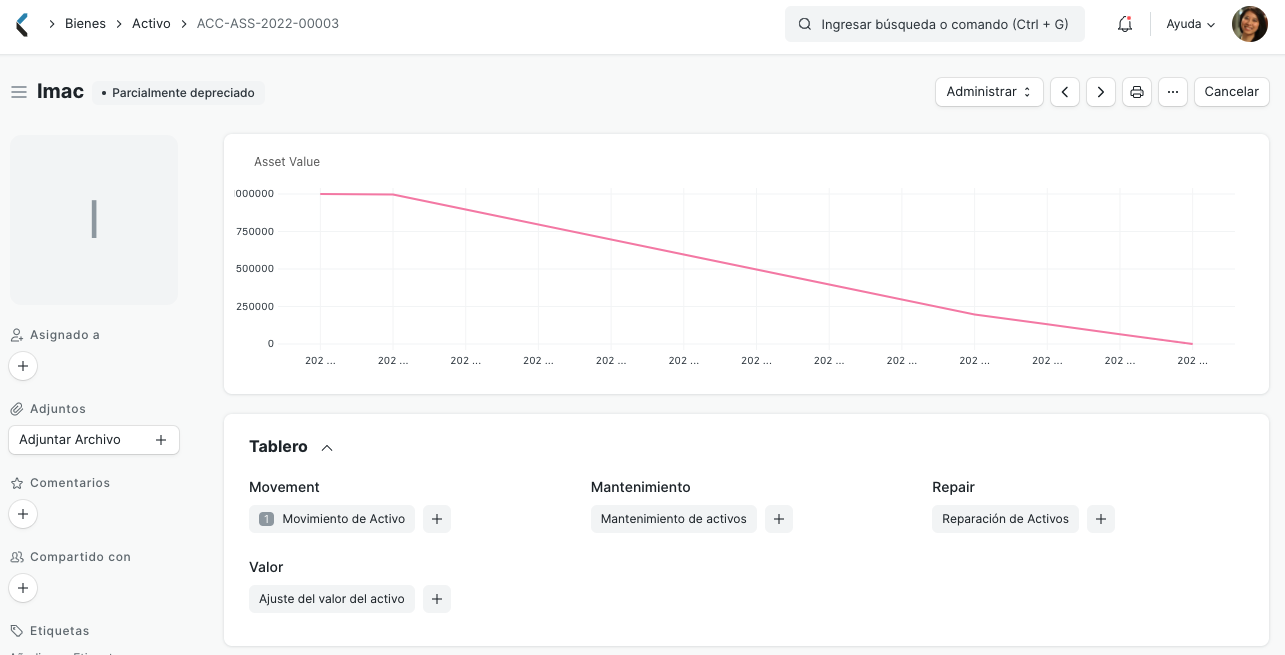 Bienes Activo ACC-ASS-2022-00003 Ingresar búsqueda o comando (Ctrl + G) Ayuda
Imac Parcialmente depreciado Administrar ... Cancelar
I
Asignado a
Adjuntos
Adjuntar Archivo
Comentarios
Compartido con
Etiquetas
Asset Value
000000
750000
500000
250000
0
202 ... 202 ... 202 ... 202 ... 202 ... 202 ... 202 ... 202 ... 202 ... 202 ... 202 ... 202 ... 202 ...
Tablero
Movement Mantenimiento Repair
1 Movimiento de Activo Mantenimiento de activos Reparación de Activos
Valor
Ajuste del valor del activo